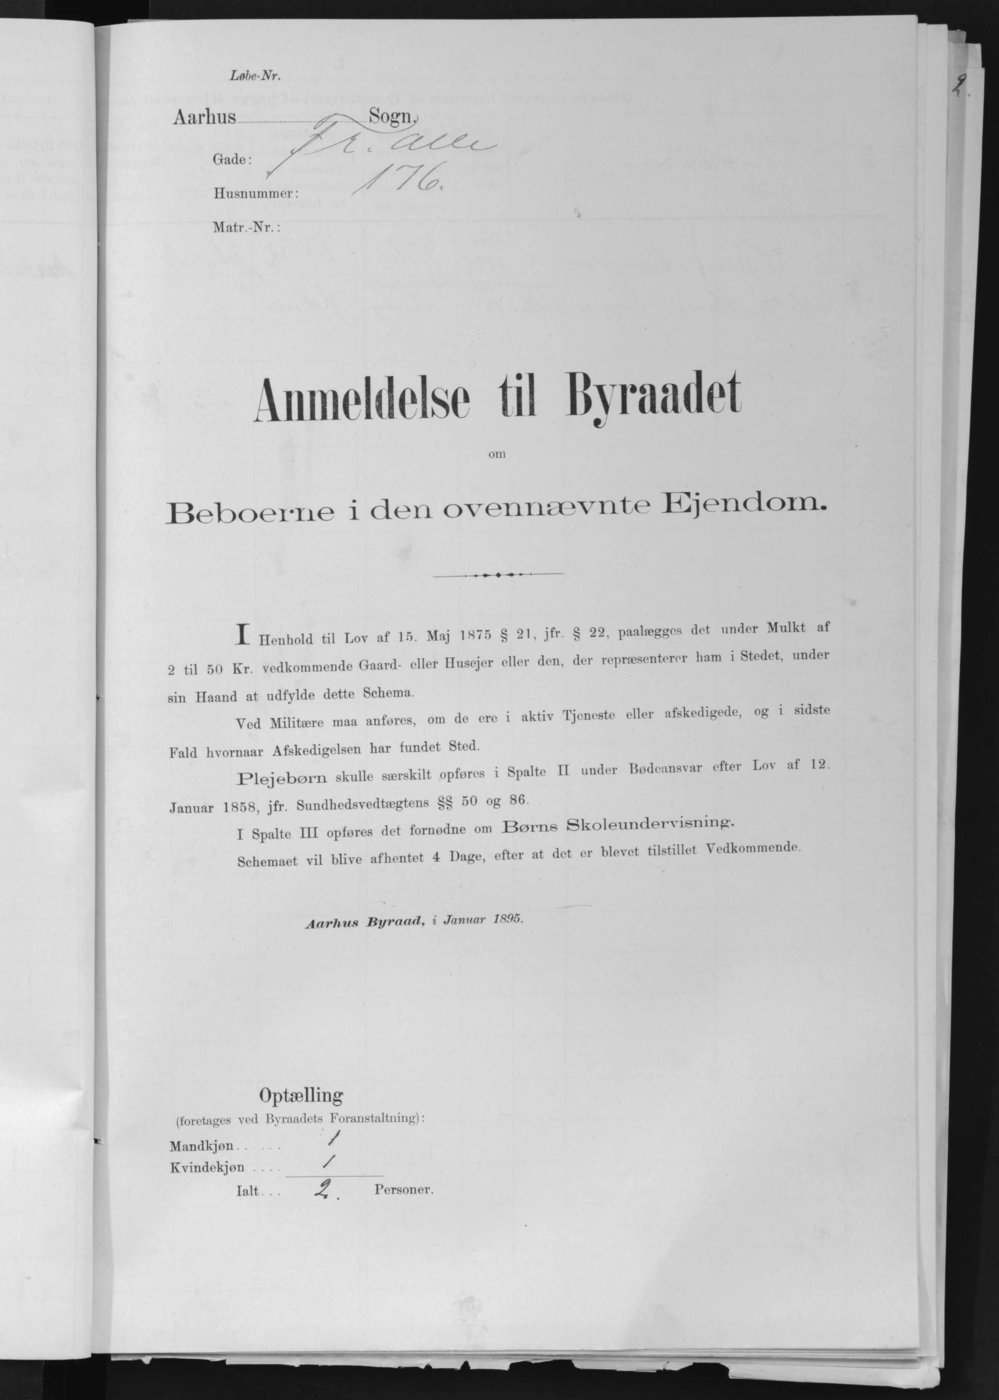 2.
Løbe-Nr.
Aarhus Sogn,
Gade: Fr. alle
Husnummer: 176.
Matr.-Nr.:
Anmeldelse til Byraadet
om
Beboerne i den ovennævnte Ejendom.
I Henhold til Lov af 15. Maj 1875 § 21, jfr. § 22, paalægges det under Mulkt af
2 til 50 Kr. vedkommende Gaard- eller Husejer eller den, der repræsenterer ham i Stedet, under
sin Haand at udfylde dette Schema.
Ved Militære maa anføres, om de ere i aktiv Tjeneste eller afskedigede, og i sidste
Fald hvornaar Afskedigelsen har fundet Sted.
Plejebørn skulle særskilt opføres i Spalte II under Bødeansvar efter Lov af 12.
Januar 1858, jfr. Sundhedsvedtægtens §§ 50 og 86.
I Spalte III opføres det fornødne om Børns Skoleundervisning.
Schemaet vil blive afhentet 4 Dage, efter at det er blevet tilstillet Vedkommende.
Aarhus Byraad, i Januar 1895.
Optælling
(foretages ved Byraadets Foranstaltning):
Mandkjøn...... 1
Kvindekjøn.... 1
Ialt... 2. Personer.